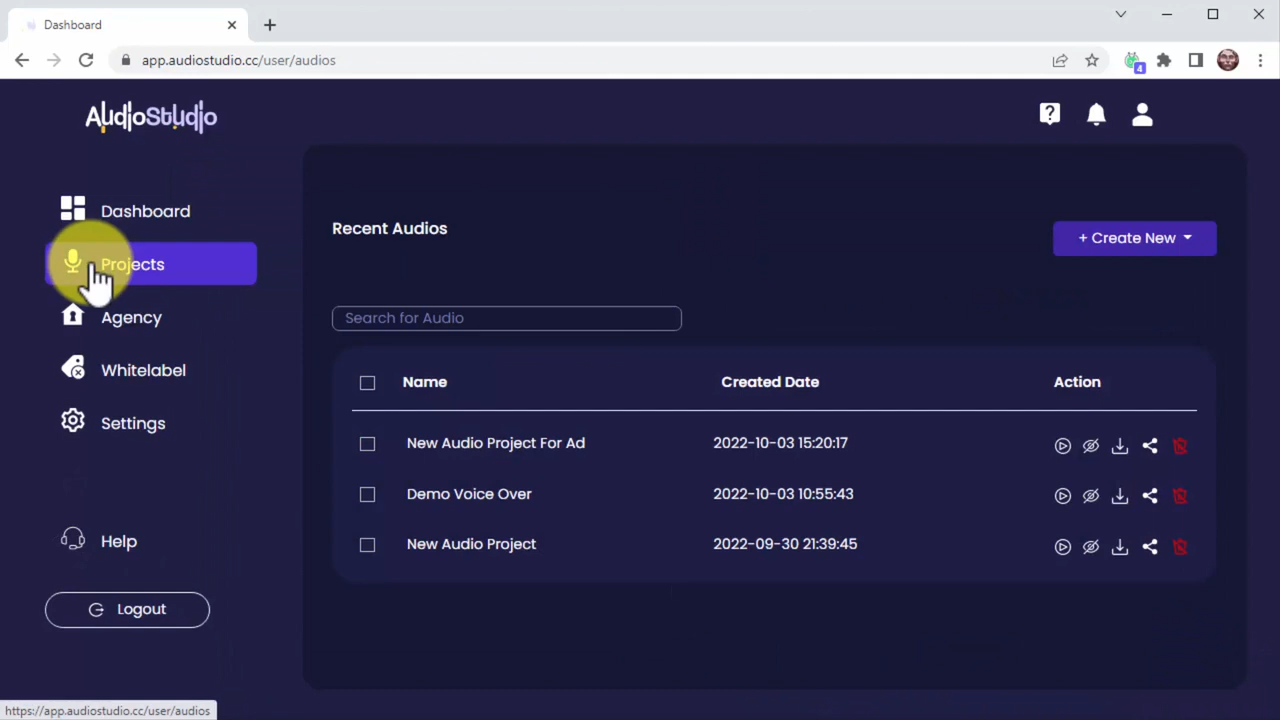 Dashboard
app.audiostudio.cc/user/audios
4
AudioStudio
Dashboard
Projects
Agency
Whitelabel
Settings
Help
Logout
Recent Audios
+ Create New
Search for Audio
Name Created Date Action
New Audio Project For Ad 2022-10-03 15:20:17
Demo Voice Over 2022-10-03 10:55:43
New Audio Project 2022-09-30 21:39:45
https://app.audiostudio.cc/user/audios